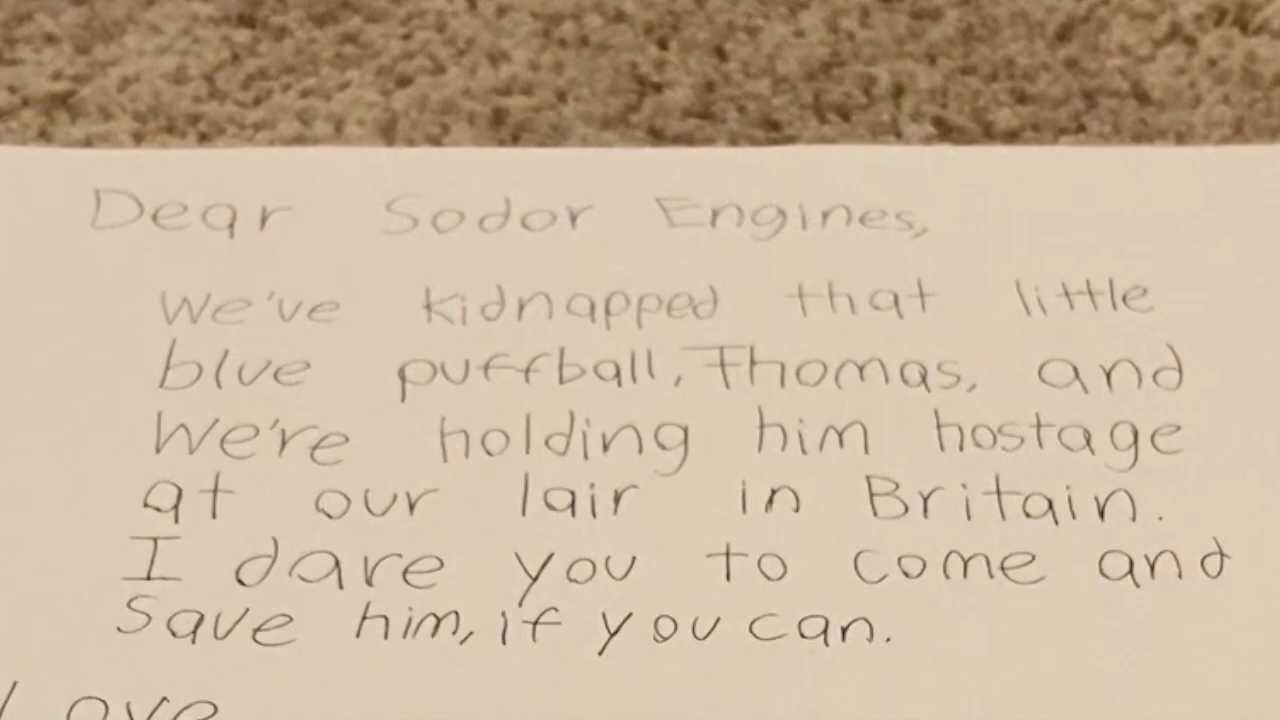 Dear Sodor Engines,
We've kidnapped that little
blue puffball, Thomas, and
We're holding him hostage
at our lair in Britain.
I dare you to come and
Save him, if you can.
Love